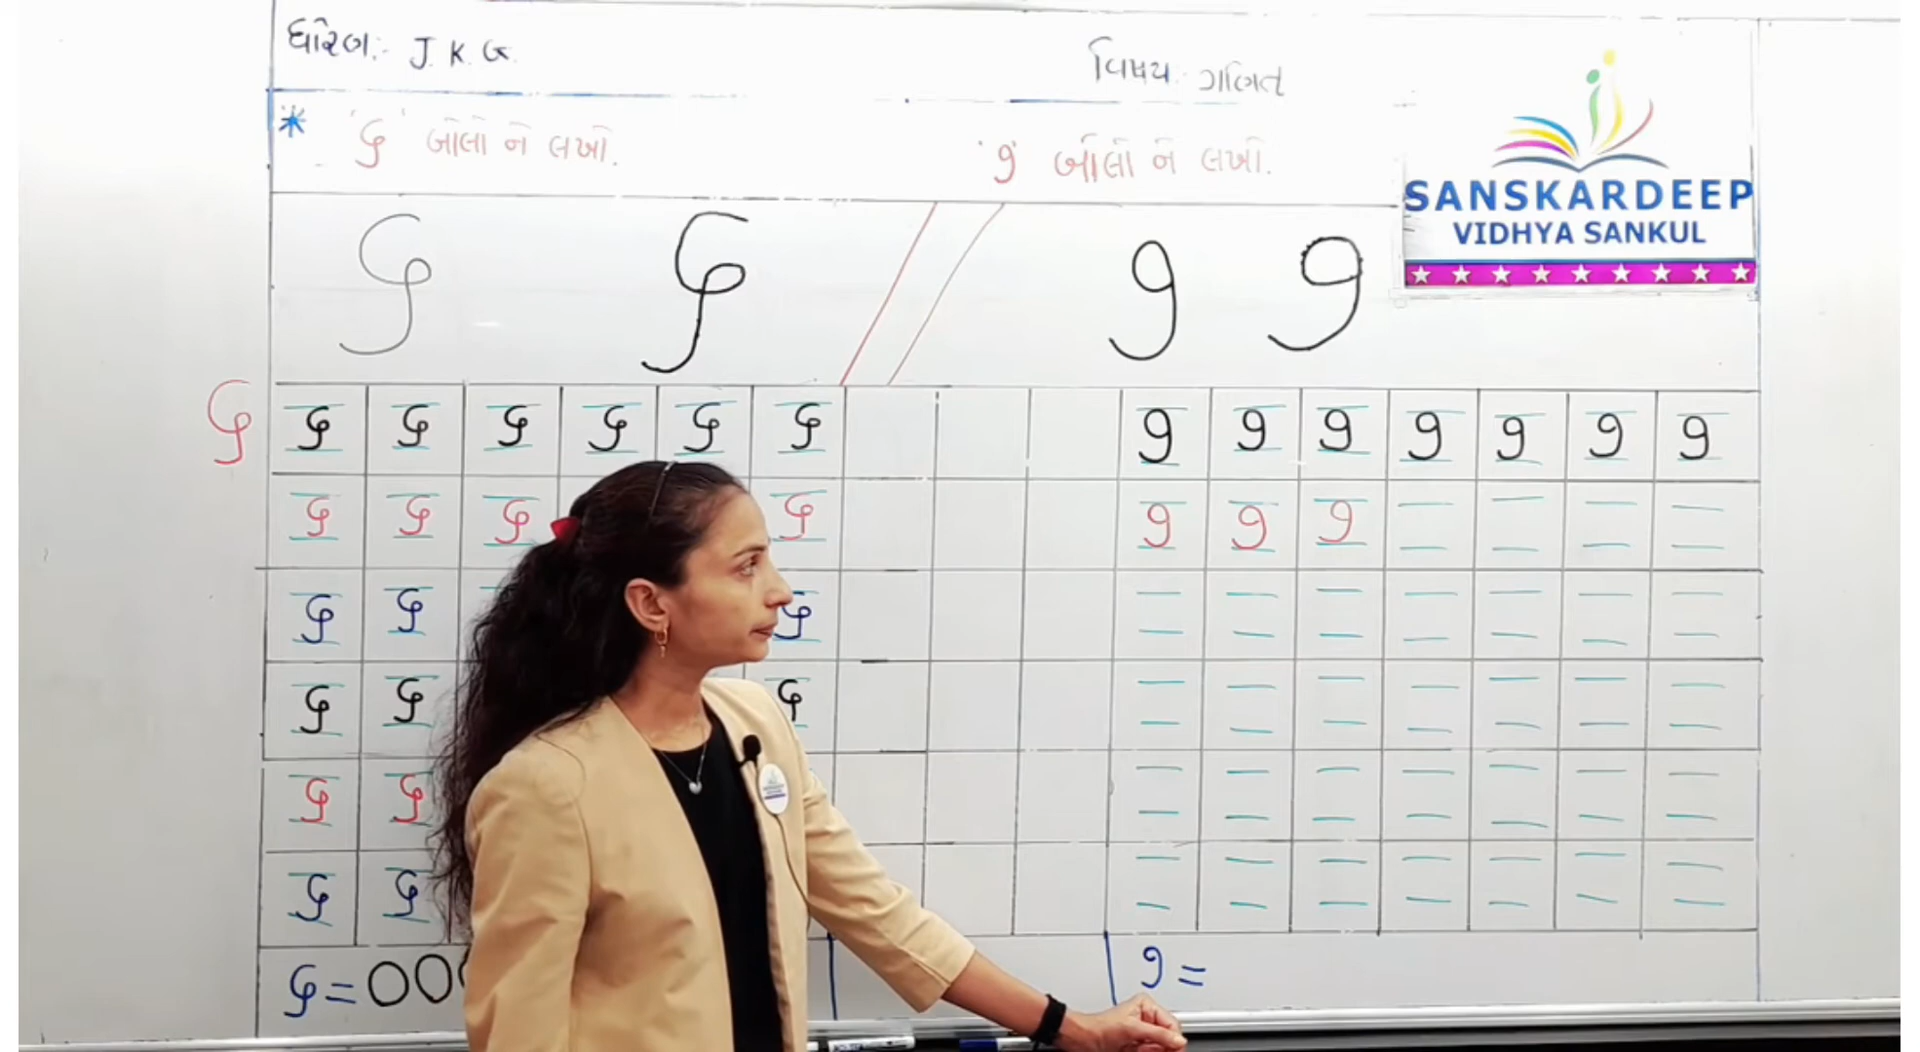 ધોરણ:- J. K. G.
વિષય:- ગણિત
* '૬' બોલો ને લખો.
'૭' બોલો ને લખો.
SANSKARDEEP
VIDHYA SANKUL
૬ ૬ ૭ ૭
૬
૬ ૬ ૬ ૬ ૬ ૬ ૭ ૭ ૭ ૭ ૭ ૭ ૭
૬ ૬ ૬ ૬ ૭ ૭ ૭
૬ ૬ ૬
૬ ૬ ૬
૬ ૬
૬ ૬
૬ = OO
૭ =